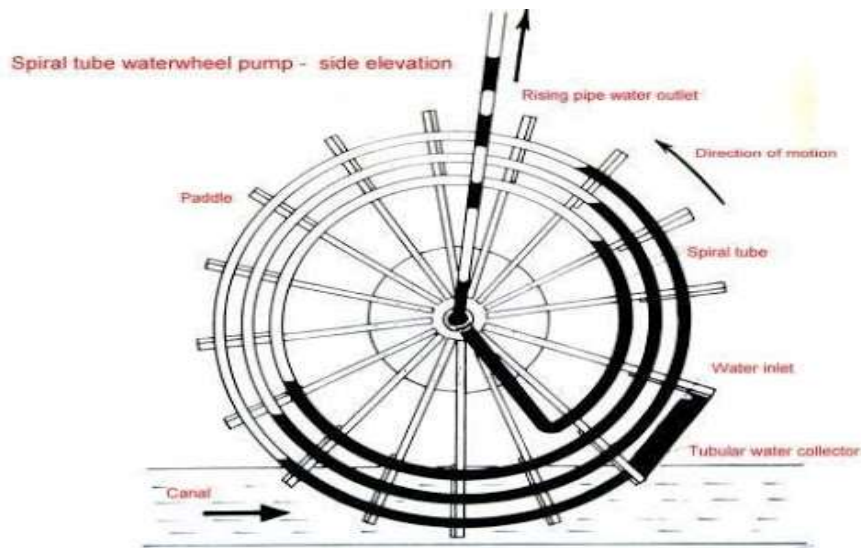 Spiral tube waterwheel pump - side elevation
Rising pipe water outlet
Direction of motion
Paddle
Spiral tube
Water inlet
Tubular water collector
Canal